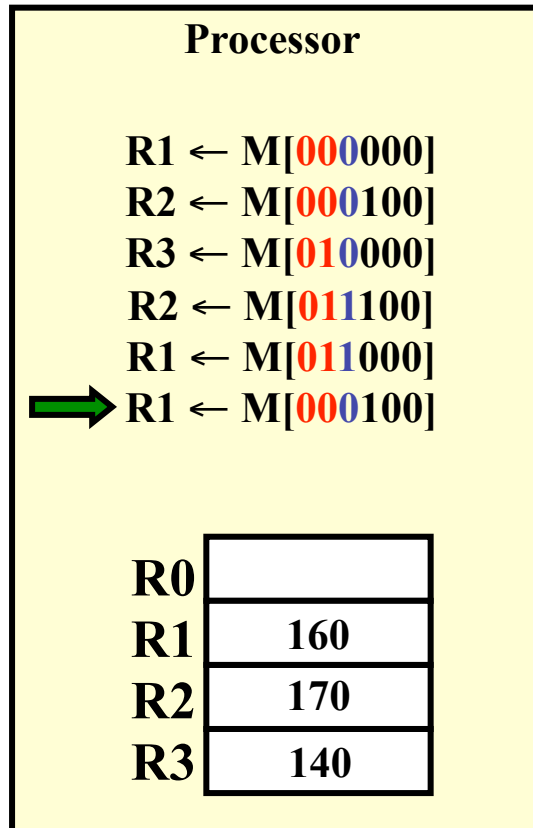 Processor
R1 ← M[000000]
R2 ← M[000100]
R3 ← M[010000]
R2 ← M[011100]
R1 ← M[011000]
R1 ← M[000100]
R0
R1 160
R2 170
R3 140